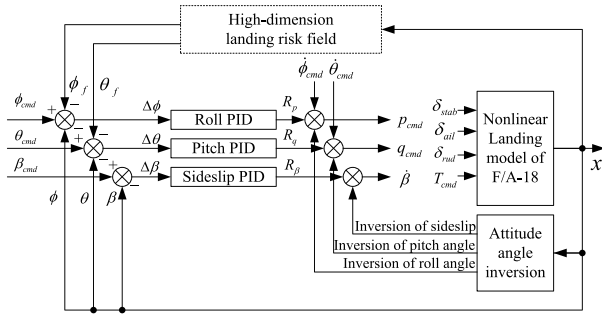 High-dimension
landing risk field
ϕ_f
θ_f
ϕ̇_cmd
θ̇_cmd
ϕ_cmd
+
−
−
Δϕ
Roll PID
R_p
p_cmd
θ_cmd
+
−
−
Δθ
Pitch PID
R_q
q_cmd
β_cmd
+
−
Δβ
Sideslip PID
R_β
β̇
δ_stab
δ_ail
δ_rud
T_cmd
Nonlinear
Landing
model of
F/A-18
x
ϕ
θ
β
Inversion of sideslip
Inversion of pitch angle
Inversion of roll angle
Attitude
angle
inversion